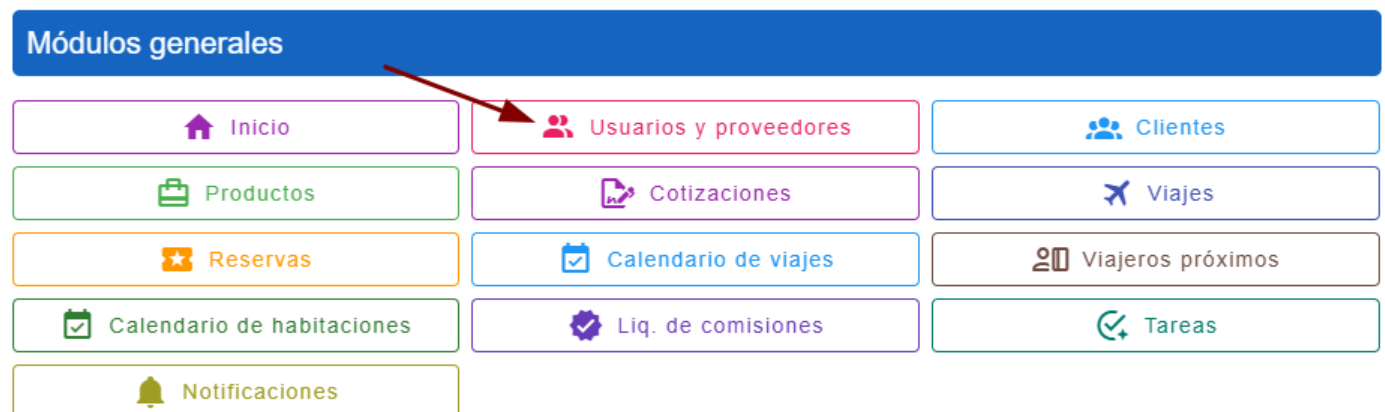 Módulos generales
Inicio
Usuarios y proveedores
Clientes
Productos
Cotizaciones
Viajes
Reservas
Calendario de viajes
Viajeros próximos
Calendario de habitaciones
Liq. de comisiones
Tareas
Notificaciones